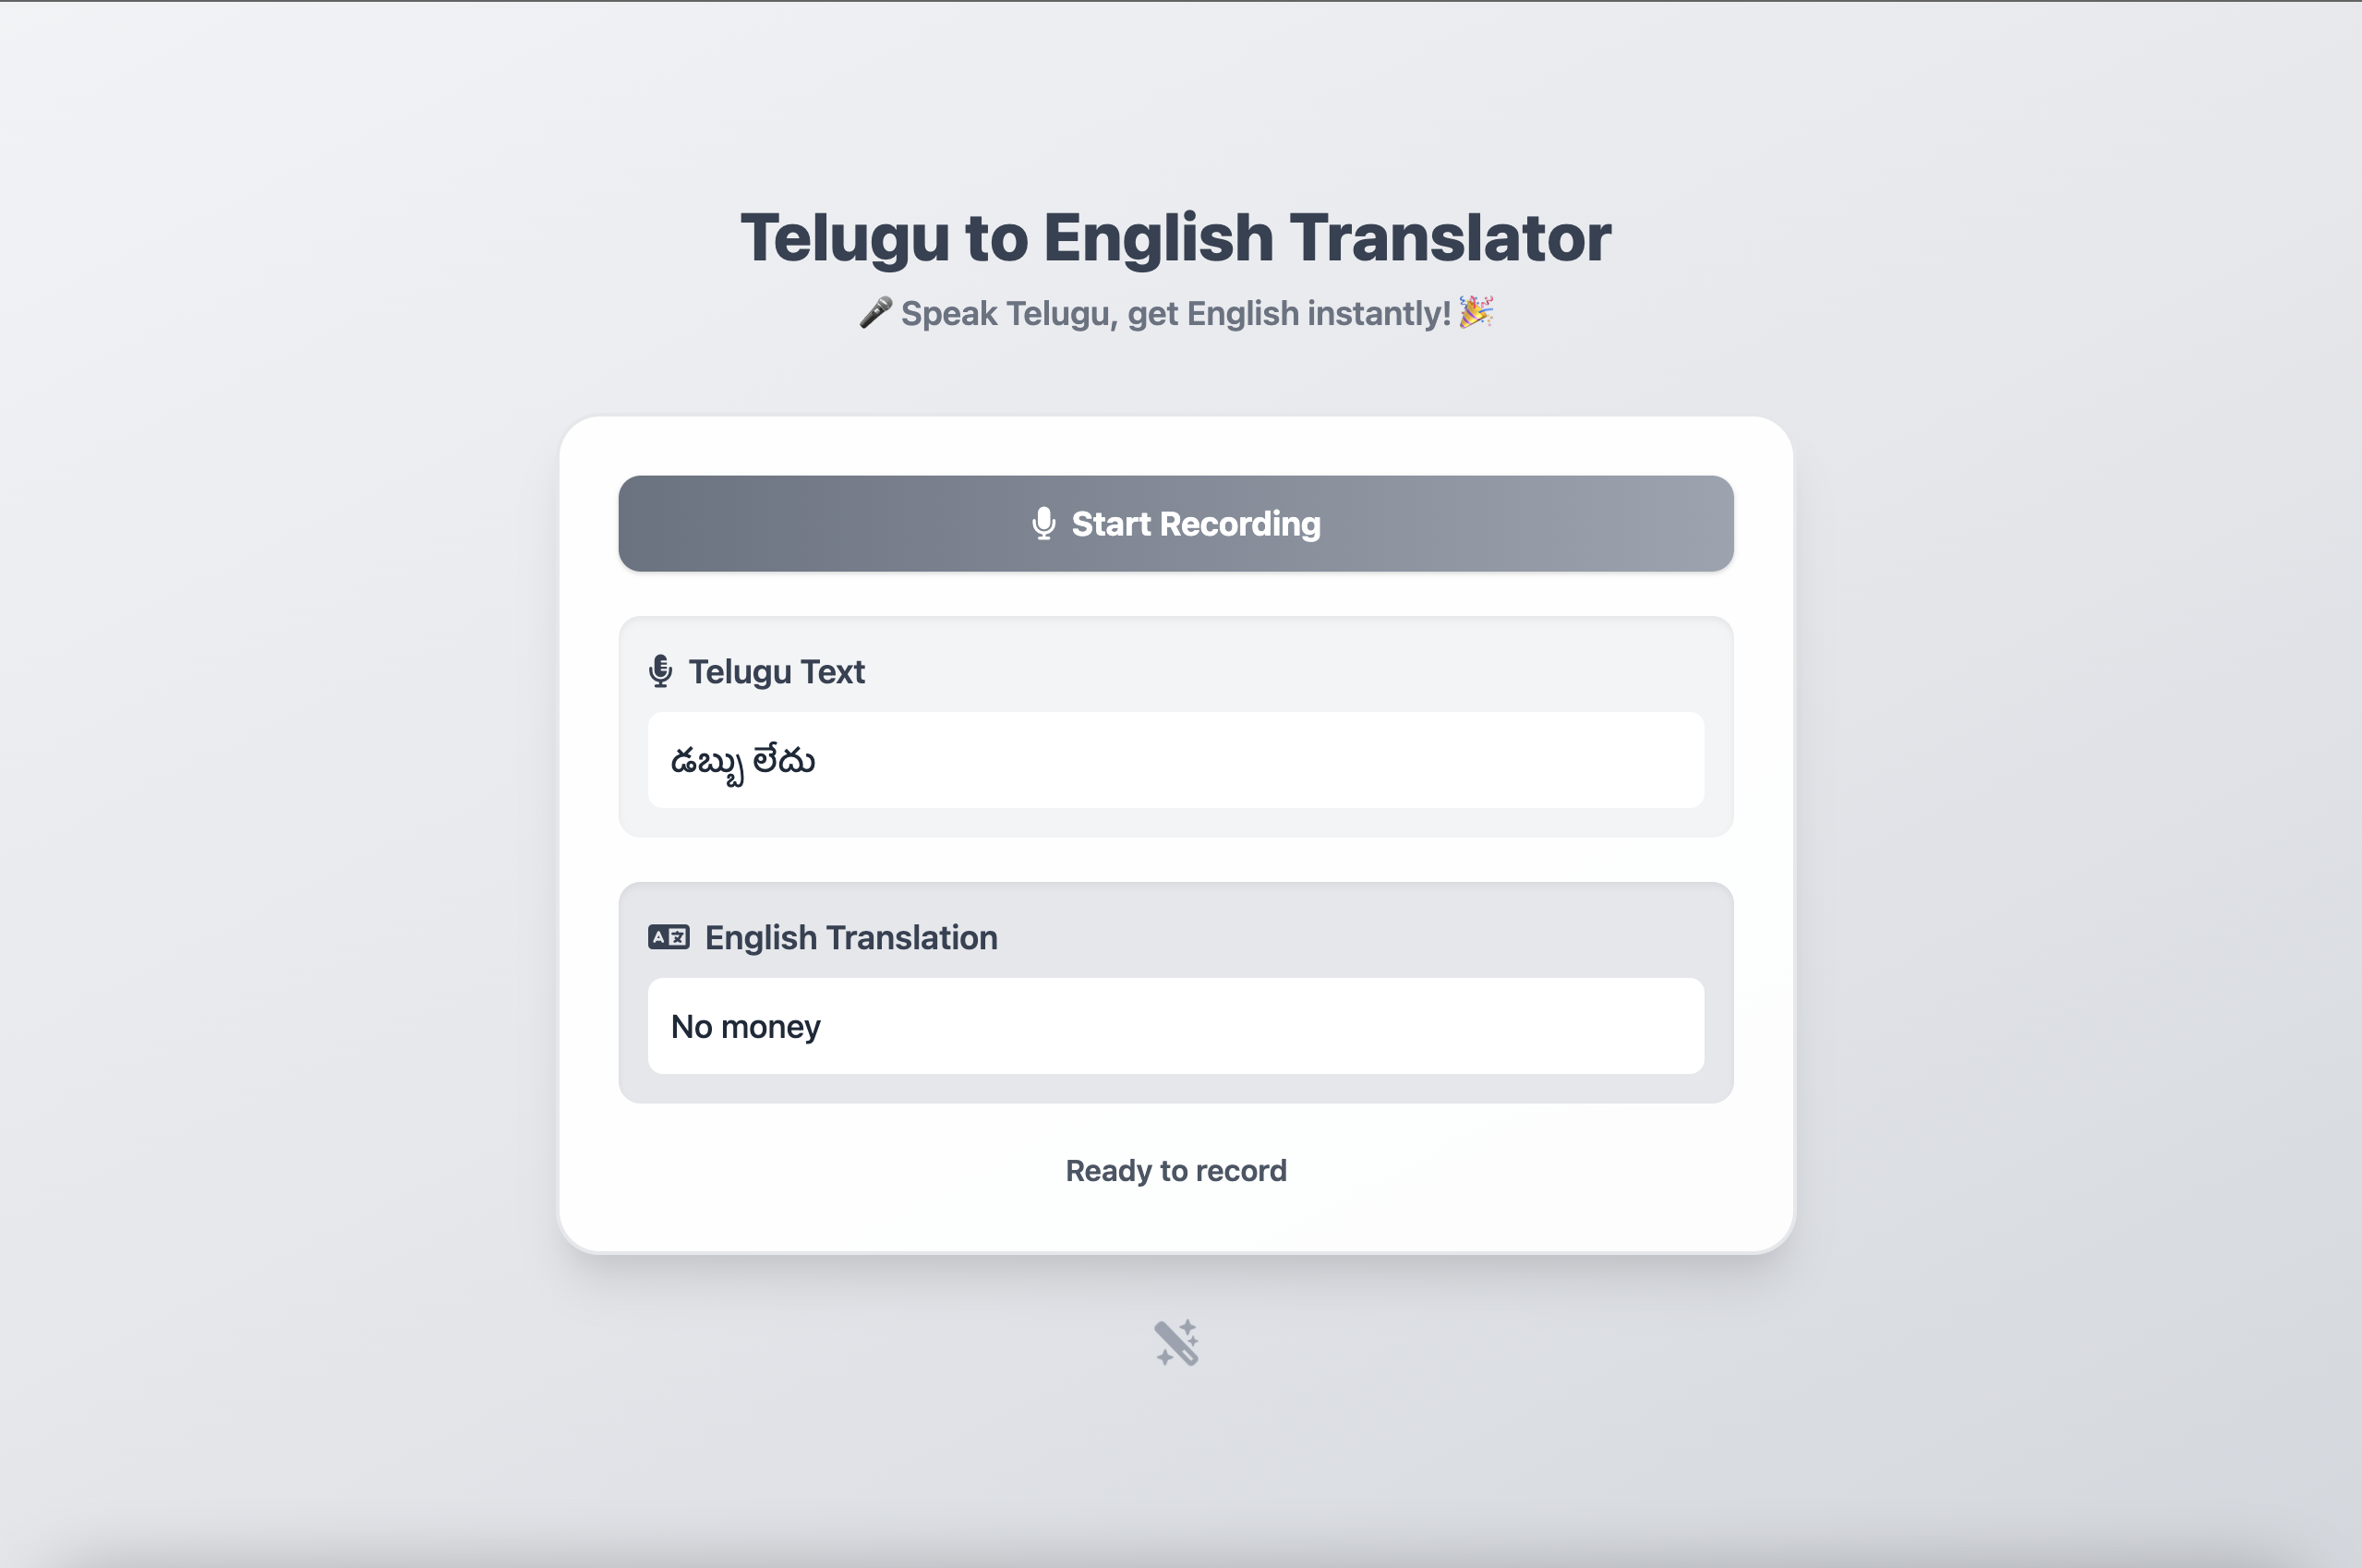 Telugu to English Translator
🎤 Speak Telugu, get English instantly! 🎉
Start Recording
Telugu Text
డబ్బు లేదు
English Translation
No money
Ready to record